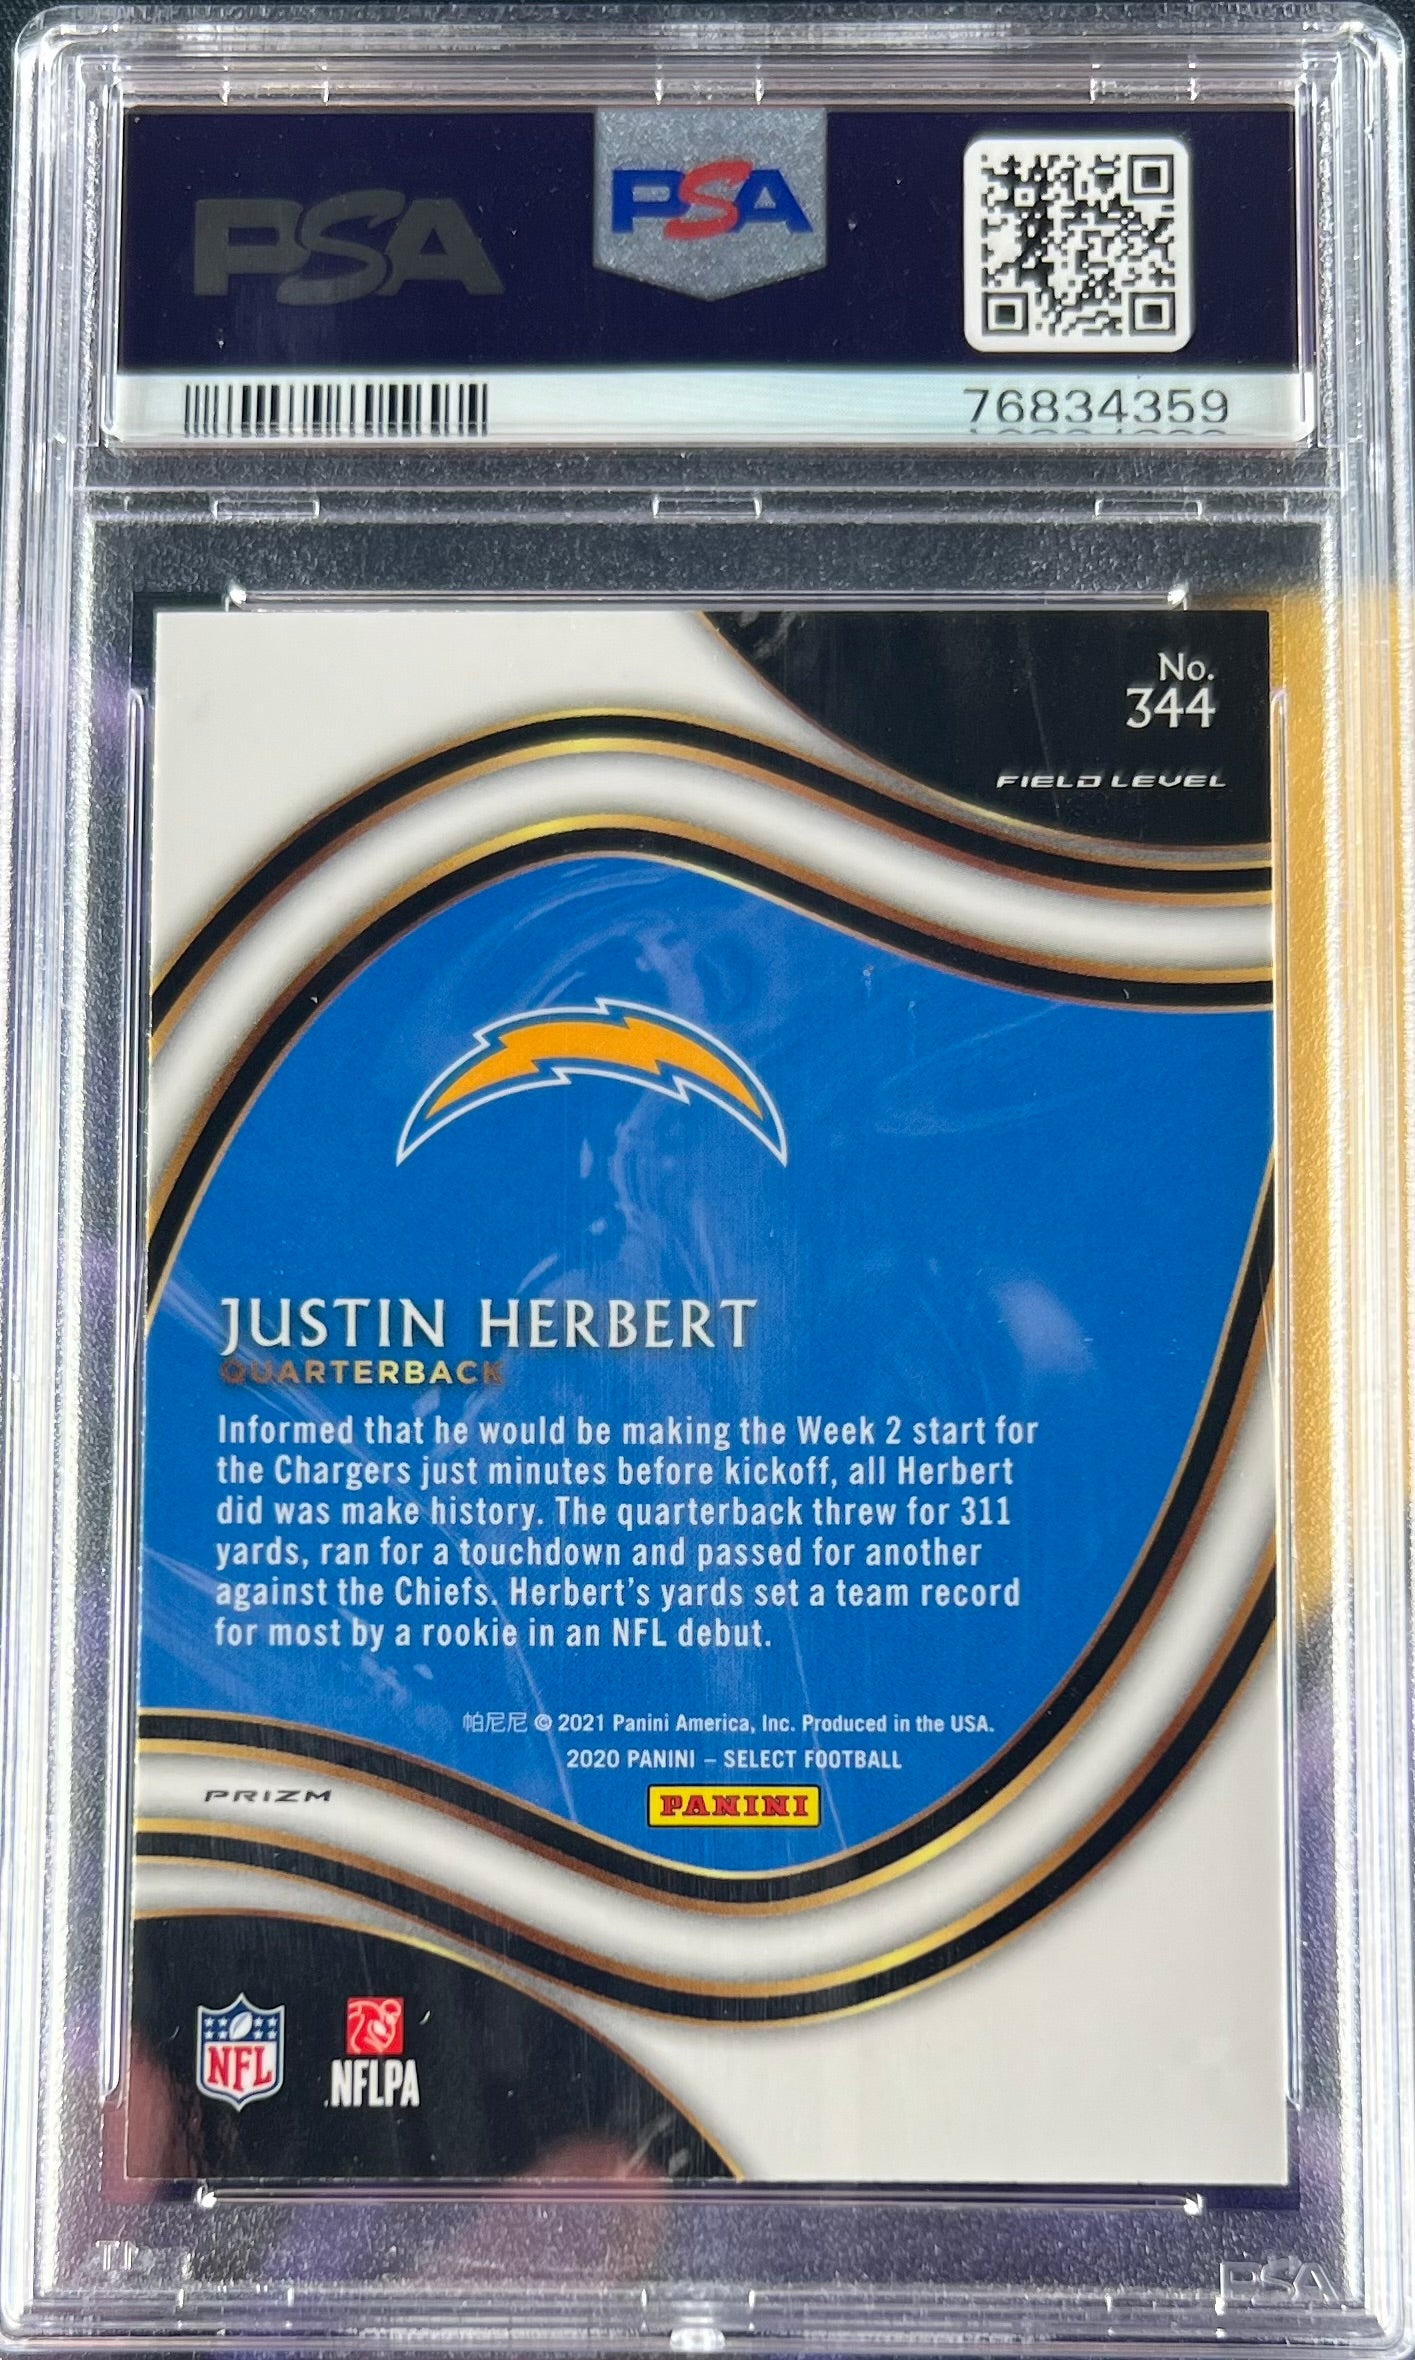 PSA
PSA
76834359
No.
344
FIELD LEVEL
JUSTIN HERBERT
QUARTERBACK
Informed that he would be making the Week 2 start for
the Chargers just minutes before kickoff, all Herbert
did was make history. The quarterback threw for 311
yards, ran for a touchdown and passed for another
against the Chiefs. Herbert's yards set a team record
for most by a rookie in an NFL debut.
帕尼尼 © 2021 Panini America, Inc. Produced in the USA.
2020 PANINI – SELECT FOOTBALL
PRIZM
PANINI
NFL
NFLPA
PSA